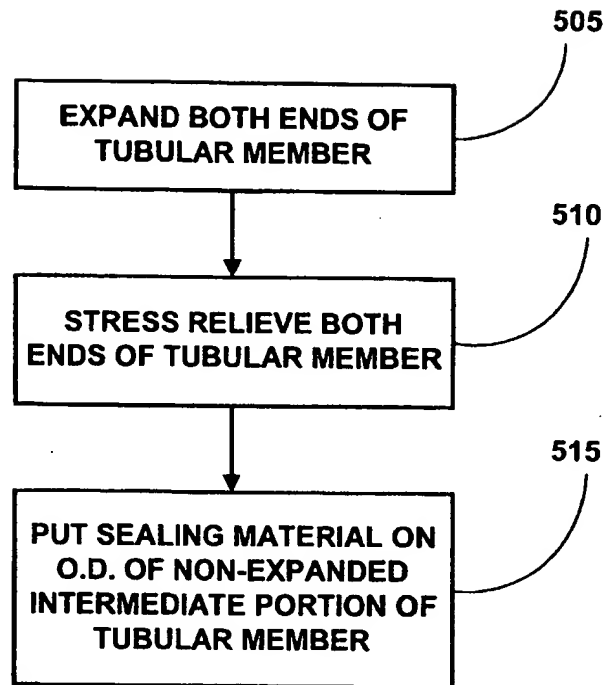 505
EXPAND BOTH ENDS OF
TUBULAR MEMBER
510
STRESS RELIEVE BOTH
ENDS OF TUBULAR MEMBER
515
PUT SEALING MATERIAL ON
O.D. OF NON-EXPANDED
INTERMEDIATE PORTION OF
TUBULAR MEMBER